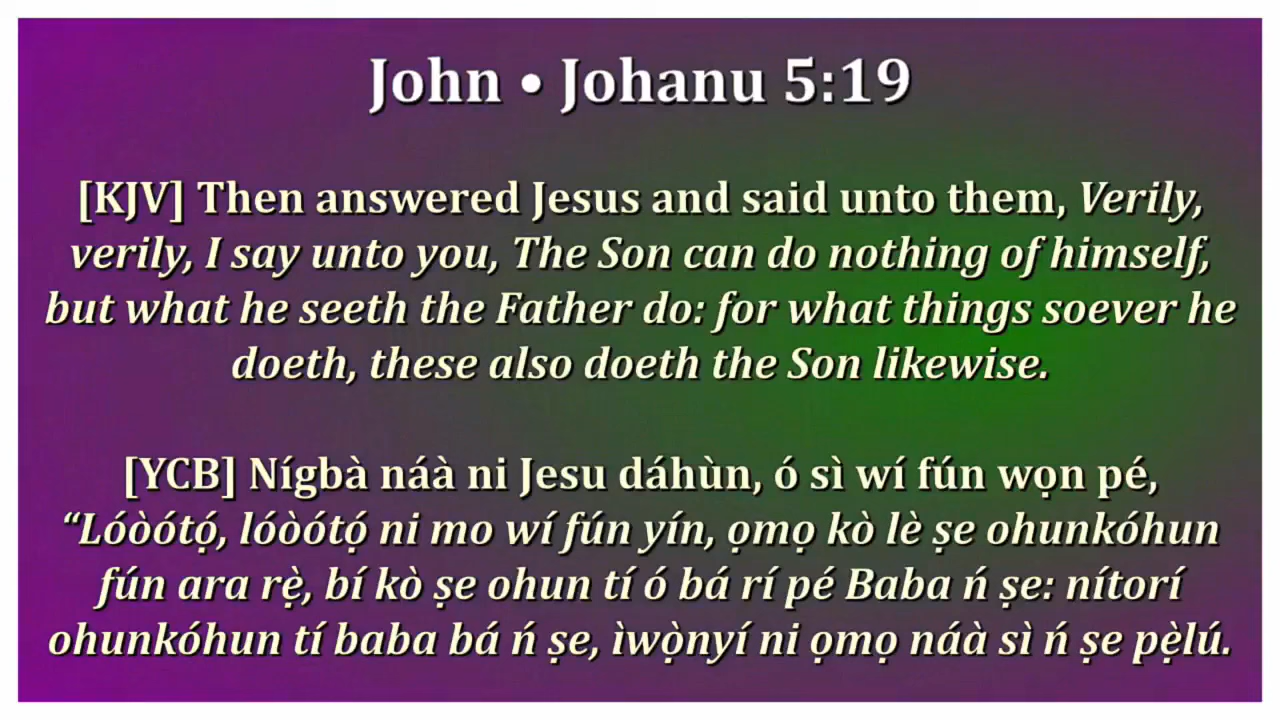 John • Johanu 5:19
[KJV] Then answered Jesus and said unto them, Verily,
verily, I say unto you, The Son can do nothing of himself,
but what he seeth the Father do: for what things soever he
doeth, these also doeth the Son likewise.
[YCB] Nígbà náà ni Jesu dáhùn, ó sì wí fún wọn pé,
“Lóòótọ́, lóòótọ́ ni mo wí fún yín, ọmọ kò lè ṣe ohunkóhun
fún ara rẹ̀, bí kò ṣe ohun tí ó bá rí pé Baba ń ṣe: nítorí
ohunkóhun tí baba bá ń ṣe, ìwọ̀nyí ni ọmọ náà sì ń ṣe pẹ̀lú.